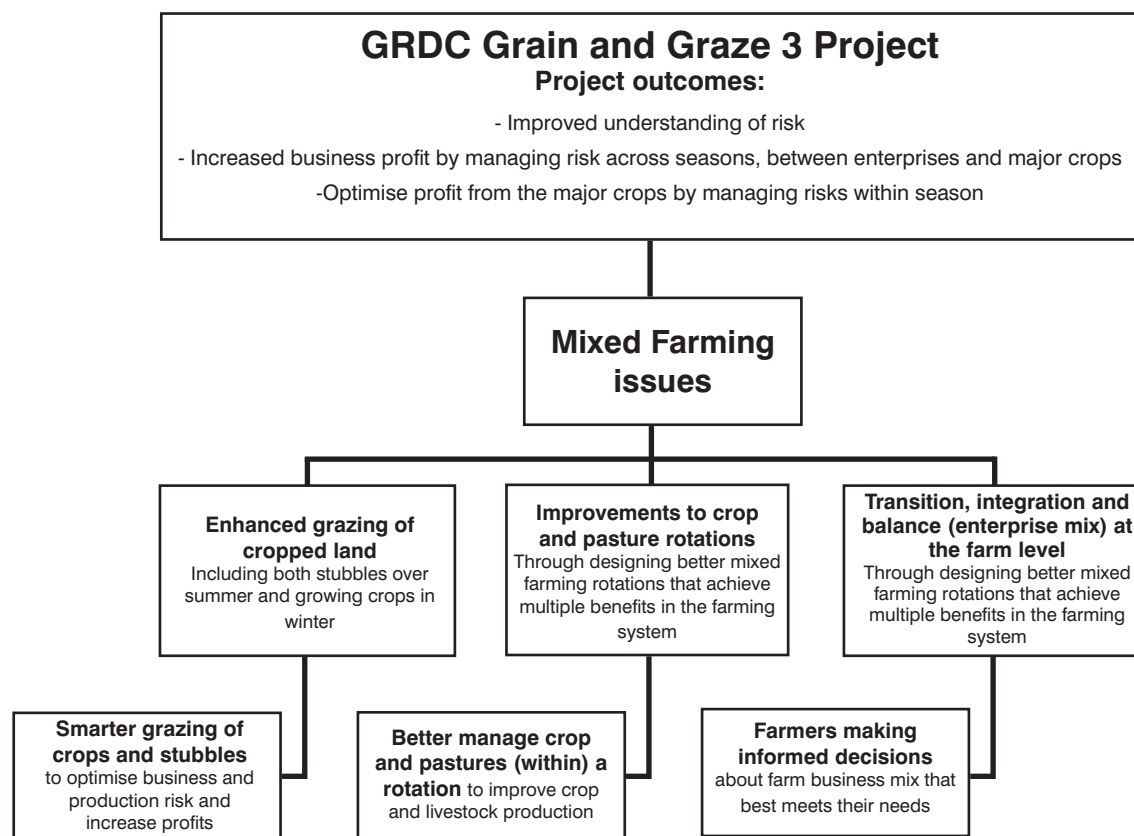 GRDC Grain and Graze 3 Project
Project outcomes:
- Improved understanding of risk
- Increased business profit by managing risk across seasons, between enterprises and major crops
-Optimise profit from the major crops by managing risks within season
Mixed Farming
issues
Enhanced grazing of
cropped land
Including both stubbles over
summer and growing crops in
winter
Improvements to crop
and pasture rotations
Through designing better mixed
farming rotations that achieve
multiple benefits in the farming
system
Transition, integration and
balance (enterprise mix) at
the farm level
Through designing better mixed
farming rotations that achieve
multiple benefits in the farming
system
Smarter grazing of
crops and stubbles
to optimise business and
production risk and
increase profits
Better manage crop
and pastures (within) a
rotation to improve crop
and livestock production
Farmers making
informed decisions
about farm business mix that
best meets their needs